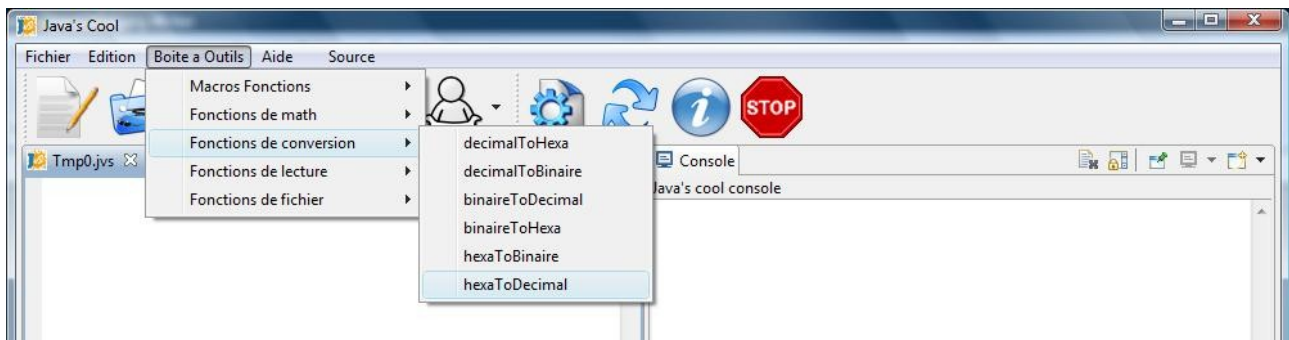 Java's Cool
Fichier Edition Boite a Outils Aide Source
Macros Fonctions
Fonctions de math
Fonctions de conversion
Fonctions de lecture
Fonctions de fichier
decimalToHexa
decimalToBinaire
binaireToDecimal
binaireToHexa
hexaToBinaire
hexaToDecimal
STOP
Tmp0.jvs
Console
Java's cool console